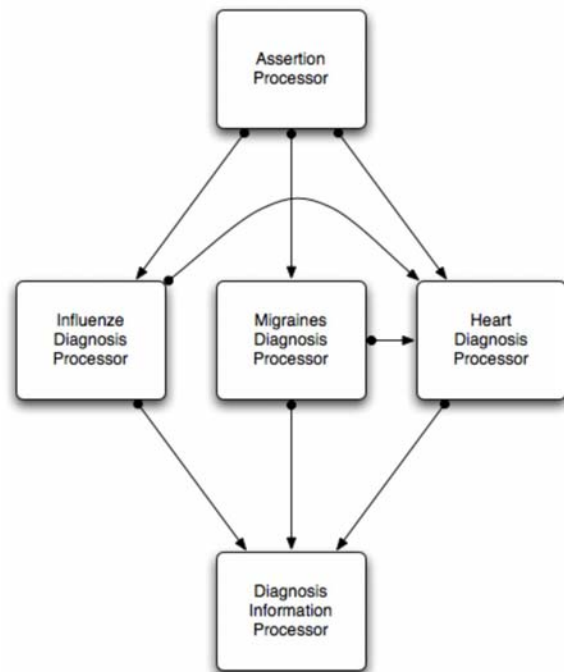 Assertion
Processor
Influenze
Diagnosis
Processor
Migraines
Diagnosis
Processor
Heart
Diagnosis
Processor
Diagnosis
Information
Processor